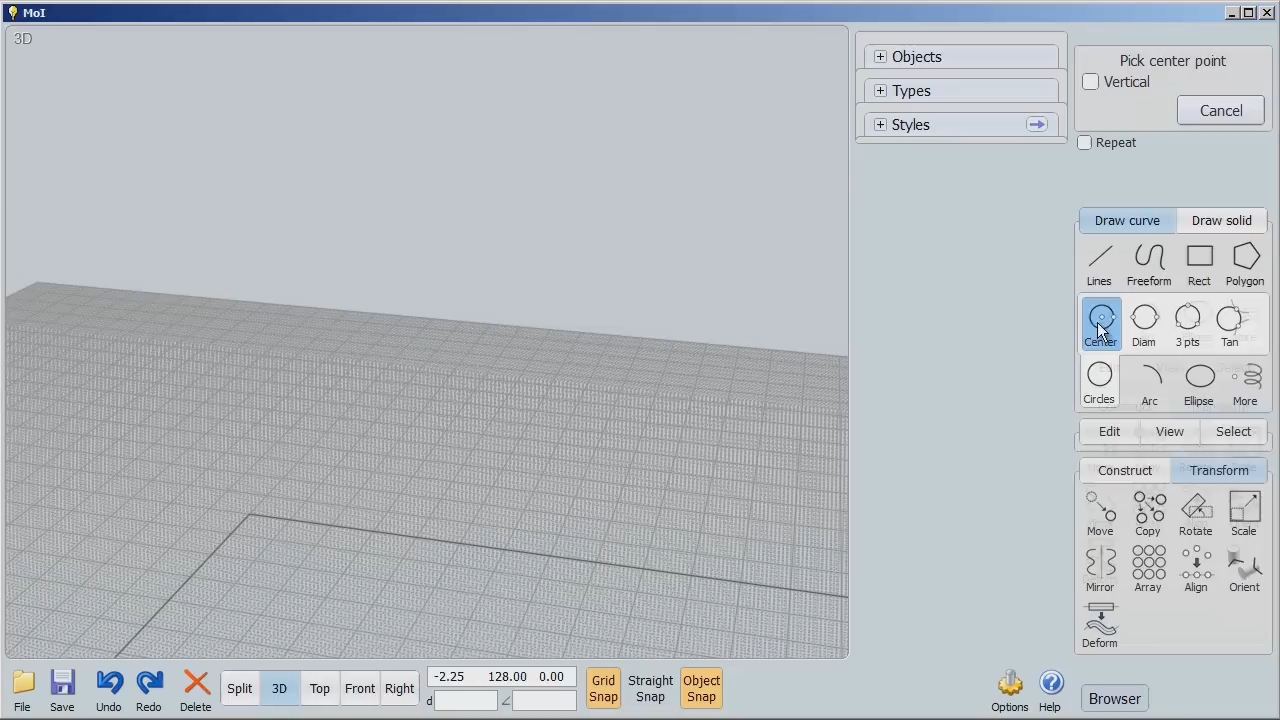 MoI
3D
Objects
Types
Styles
Pick center point
Vertical
Cancel
Repeat
Draw curve Draw solid
Lines Freeform Rect Polygon
Center Diam 3 pts Tan
Circles Arc Ellipse More
Edit View Select
Construct Transform
Move Copy Rotate Scale
Mirror Array Align Orient
Deform
File Save Undo Redo Delete Split 3D Top Front Right
-2.25 128.00 0.00
d ∠
Grid Snap Straight Snap Object Snap
Options Help Browser